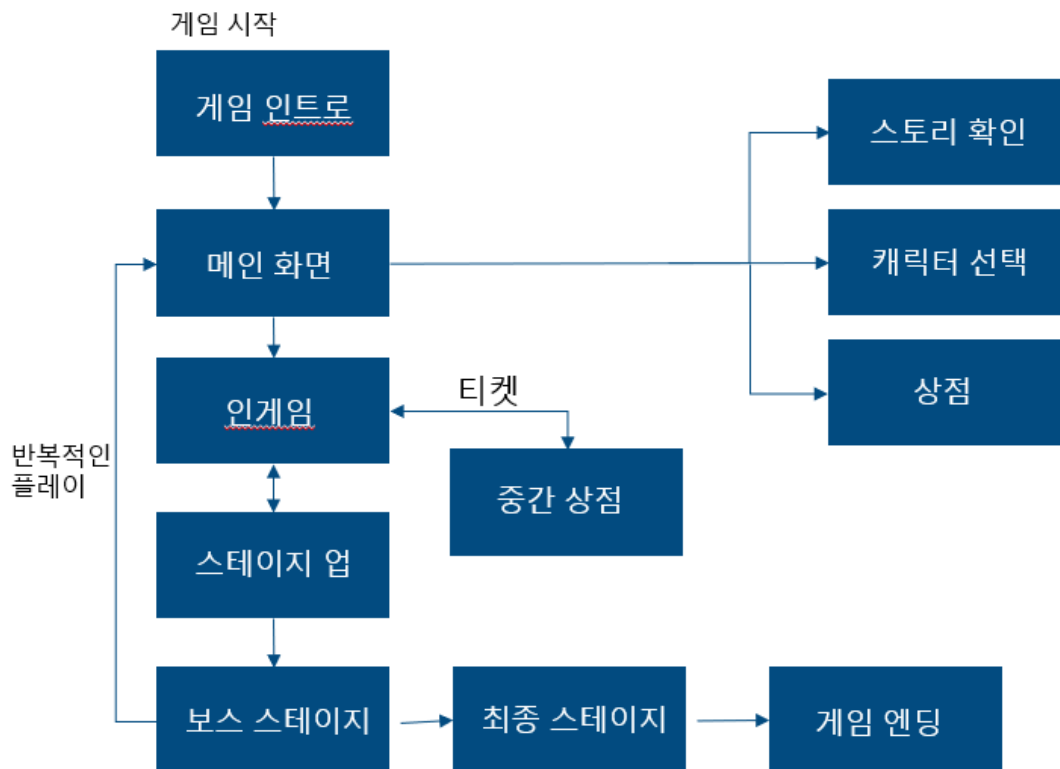 게임 시작
게임 인트로
스토리 확인
메인 화면
캐릭터 선택
인게임
티켓
상점
반복적인
플레이
중간 상점
스테이지 업
보스 스테이지
최종 스테이지
게임 엔딩